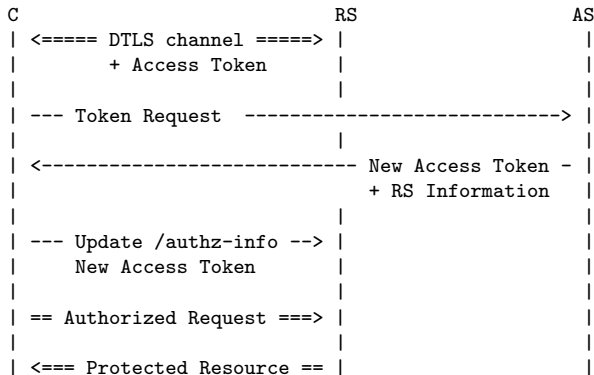 C                            RS                   AS
| <===== DTLS channel =====> |                     |
|        + Access Token      |                     |
|                            |                     |
| --- Token Request  ----------------------------> |
|                            |                     |
| <---------------------------- New Access Token - |
|                               + RS Information   |
|                            |                     |
| --- Update /authz-info --> |                     |
|     New Access Token       |                     |
|                            |                     |
| == Authorized Request ===> |                     |
|                            |                     |
| <=== Protected Resource == |                     |